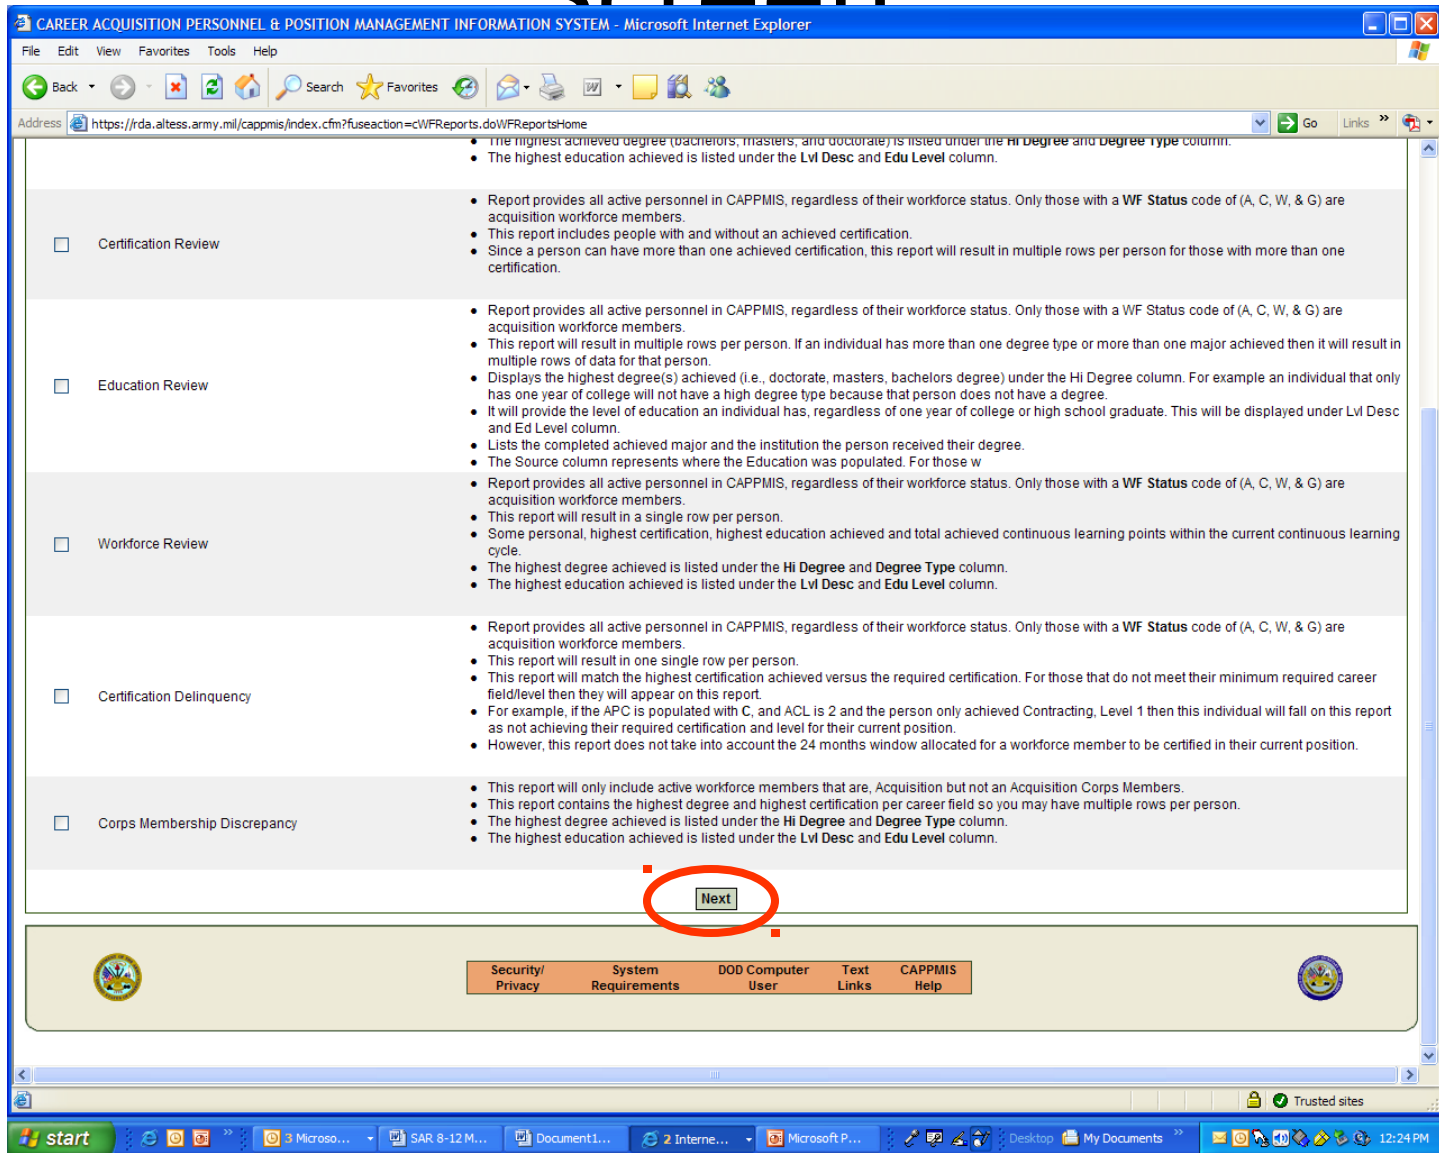 CAREER ACQUISITION PERSONNEL & POSITION MANAGEMENT INFORMATION SYSTEM - Microsoft Internet Explorer
File Edit View Favorites Tools Help
Back Search Favorites
Address https://rda.altess.army.mil/cappmis/index.cfm?fuseaction=cWFReports.doWFReportsHome Go Links »
• The highest achieved degree (bachelors, masters, and doctorate) is listed under the Hi Degree and Degree Type column.
• The highest education achieved is listed under the Lvl Desc and Edu Level column.
• Report provides all active personnel in CAPPMIS, regardless of their workforce status. Only those with a WF Status code of (A, C, W, & G) are
acquisition workforce members.
• This report includes people with and without an achieved certification.
Certification Review
• Since a person can have more than one achieved certification, this report will result in multiple rows per person for those with more than one
certification.
• Report provides all active personnel in CAPPMIS, regardless of their workforce status. Only those with a WF Status code of (A, C, W, & G) are
acquisition workforce members.
• This report will result in multiple rows per person. If an individual has more than one degree type or more than one major achieved then it will result in
multiple rows of data for that person.
• Displays the highest degree(s) achieved (i.e., doctorate, masters, bachelors degree) under the Hi Degree column. For example an individual that only
Education Review
has one year of college will not have a high degree type because that person does not have a degree.
• It will provide the level of education an individual has, regardless of one year of college or high school graduate. This will be displayed under Lvl Desc
and Ed Level column.
• Lists the completed achieved major and the institution the person received their degree.
• The Source column represents where the Education was populated. For those w
• Report provides all active personnel in CAPPMIS, regardless of their workforce status. Only those with a WF Status code of (A, C, W, & G) are
acquisition workforce members.
• This report will result in a single row per person.
• Some personal, highest certification, highest education achieved and total achieved continuous learning points within the current continuous learning
Workforce Review
cycle.
• The highest degree achieved is listed under the Hi Degree and Degree Type column.
• The highest education achieved is listed under the Lvl Desc and Edu Level column.
• Report provides all active personnel in CAPPMIS, regardless of their workforce status. Only those with a WF Status code of (A, C, W, & G) are
acquisition workforce members.
• This report will result in one single row per person.
• This report will match the highest certification achieved versus the required certification. For those that do not meet their minimum required career
field/level then they will appear on this report.
Certification Delinquency
• For example, if the APC is populated with C, and ACL is 2 and the person only achieved Contracting, Level 1 then this individual will fall on this report
as not achieving their required certification and level for their current position.
• However, this report does not take into account the 24 months window allocated for a workforce member to be certified in their current position.
• This report will only include active workforce members that are, Acquisition but not an Acquisition Corps Members.
• This report contains the highest degree and highest certification per career field so you may have multiple rows per person.
Corps Membership Discrepancy
• The highest degree achieved is listed under the Hi Degree and Degree Type column.
• The highest education achieved is listed under the Lvl Desc and Edu Level column.
Next
Security/ System DOD Computer Text CAPPMIS
Privacy Requirements User Links Help
Trusted sites
start » 3 Microso... SAR 8-12 M... Document1... 2 Interne... Microsoft P... Desktop My Documents » 12:24 PM